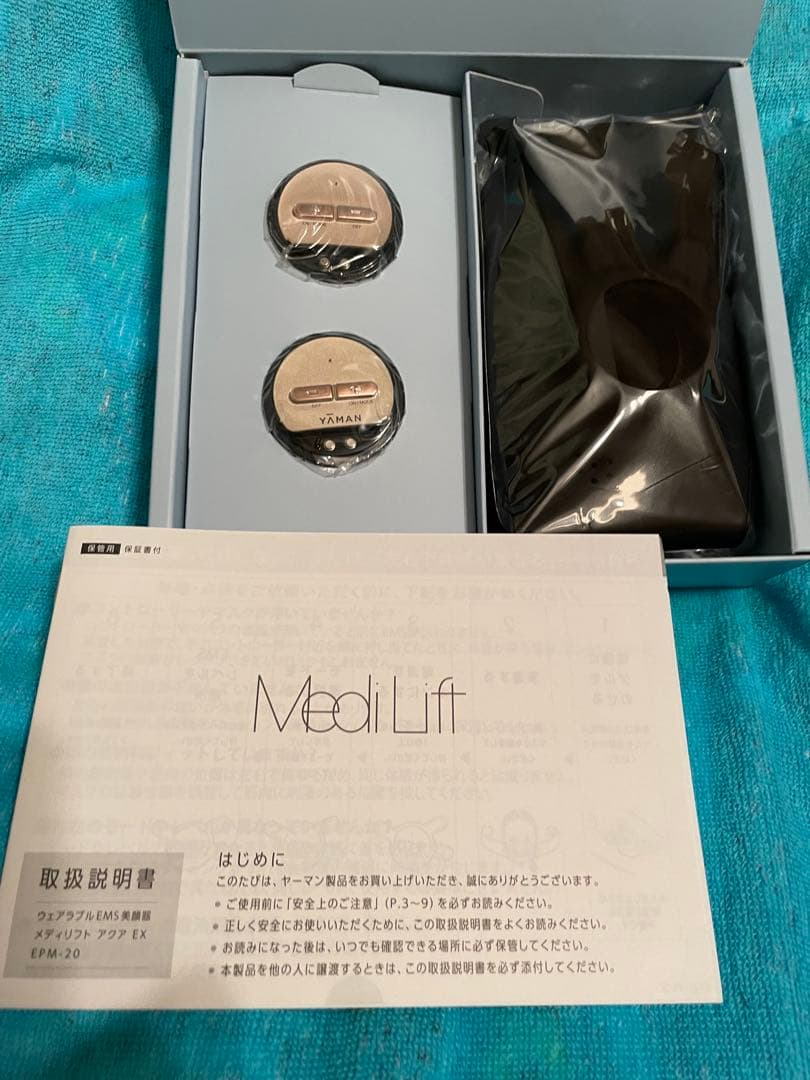 YAMAN
保管用 保証書付
Medi Lift
取扱説明書
ウェアラブルEMS美顔器
メディリフト アクア EX
EPM-20
はじめに
このたびは、ヤーマン製品をお買い上げいただき、誠にありがとうございます。
● ご使用前に「安全上のご注意」(P.3〜9)を必ずお読みください。
● 正しく安全にお使いいただくために、この取扱説明書をよくお読みください。
● お読みになった後は、いつでも確認できる場所に必ず保管してください。
● 本製品を他の人に譲渡するときは、この取扱説明書を必ず添付してください。